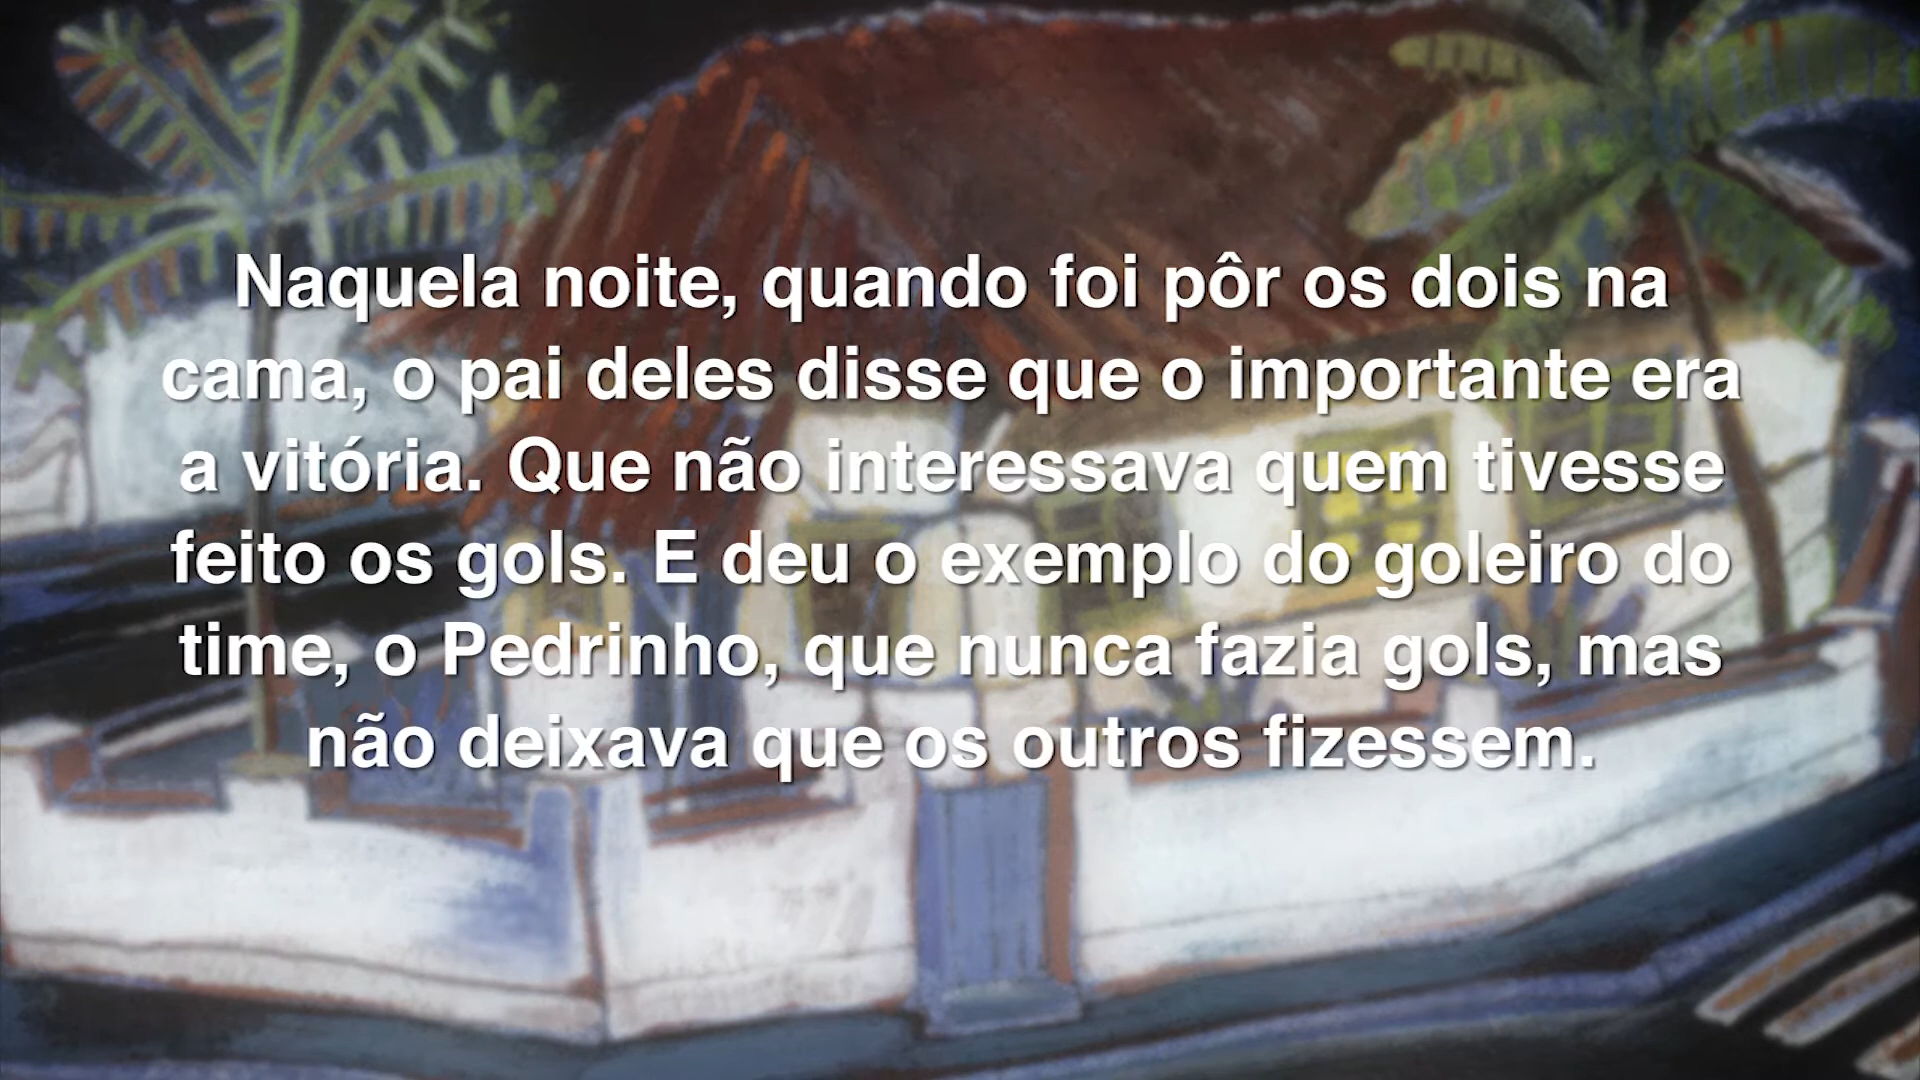 Naquela noite, quando foi pôr os dois na
cama, o pai deles disse que o importante era
a vitória. Que não interessava quem tivesse
feito os gols. E deu o exemplo do goleiro do
time, o Pedrinho, que nunca fazia gols, mas
não deixava que os outros fizessem.